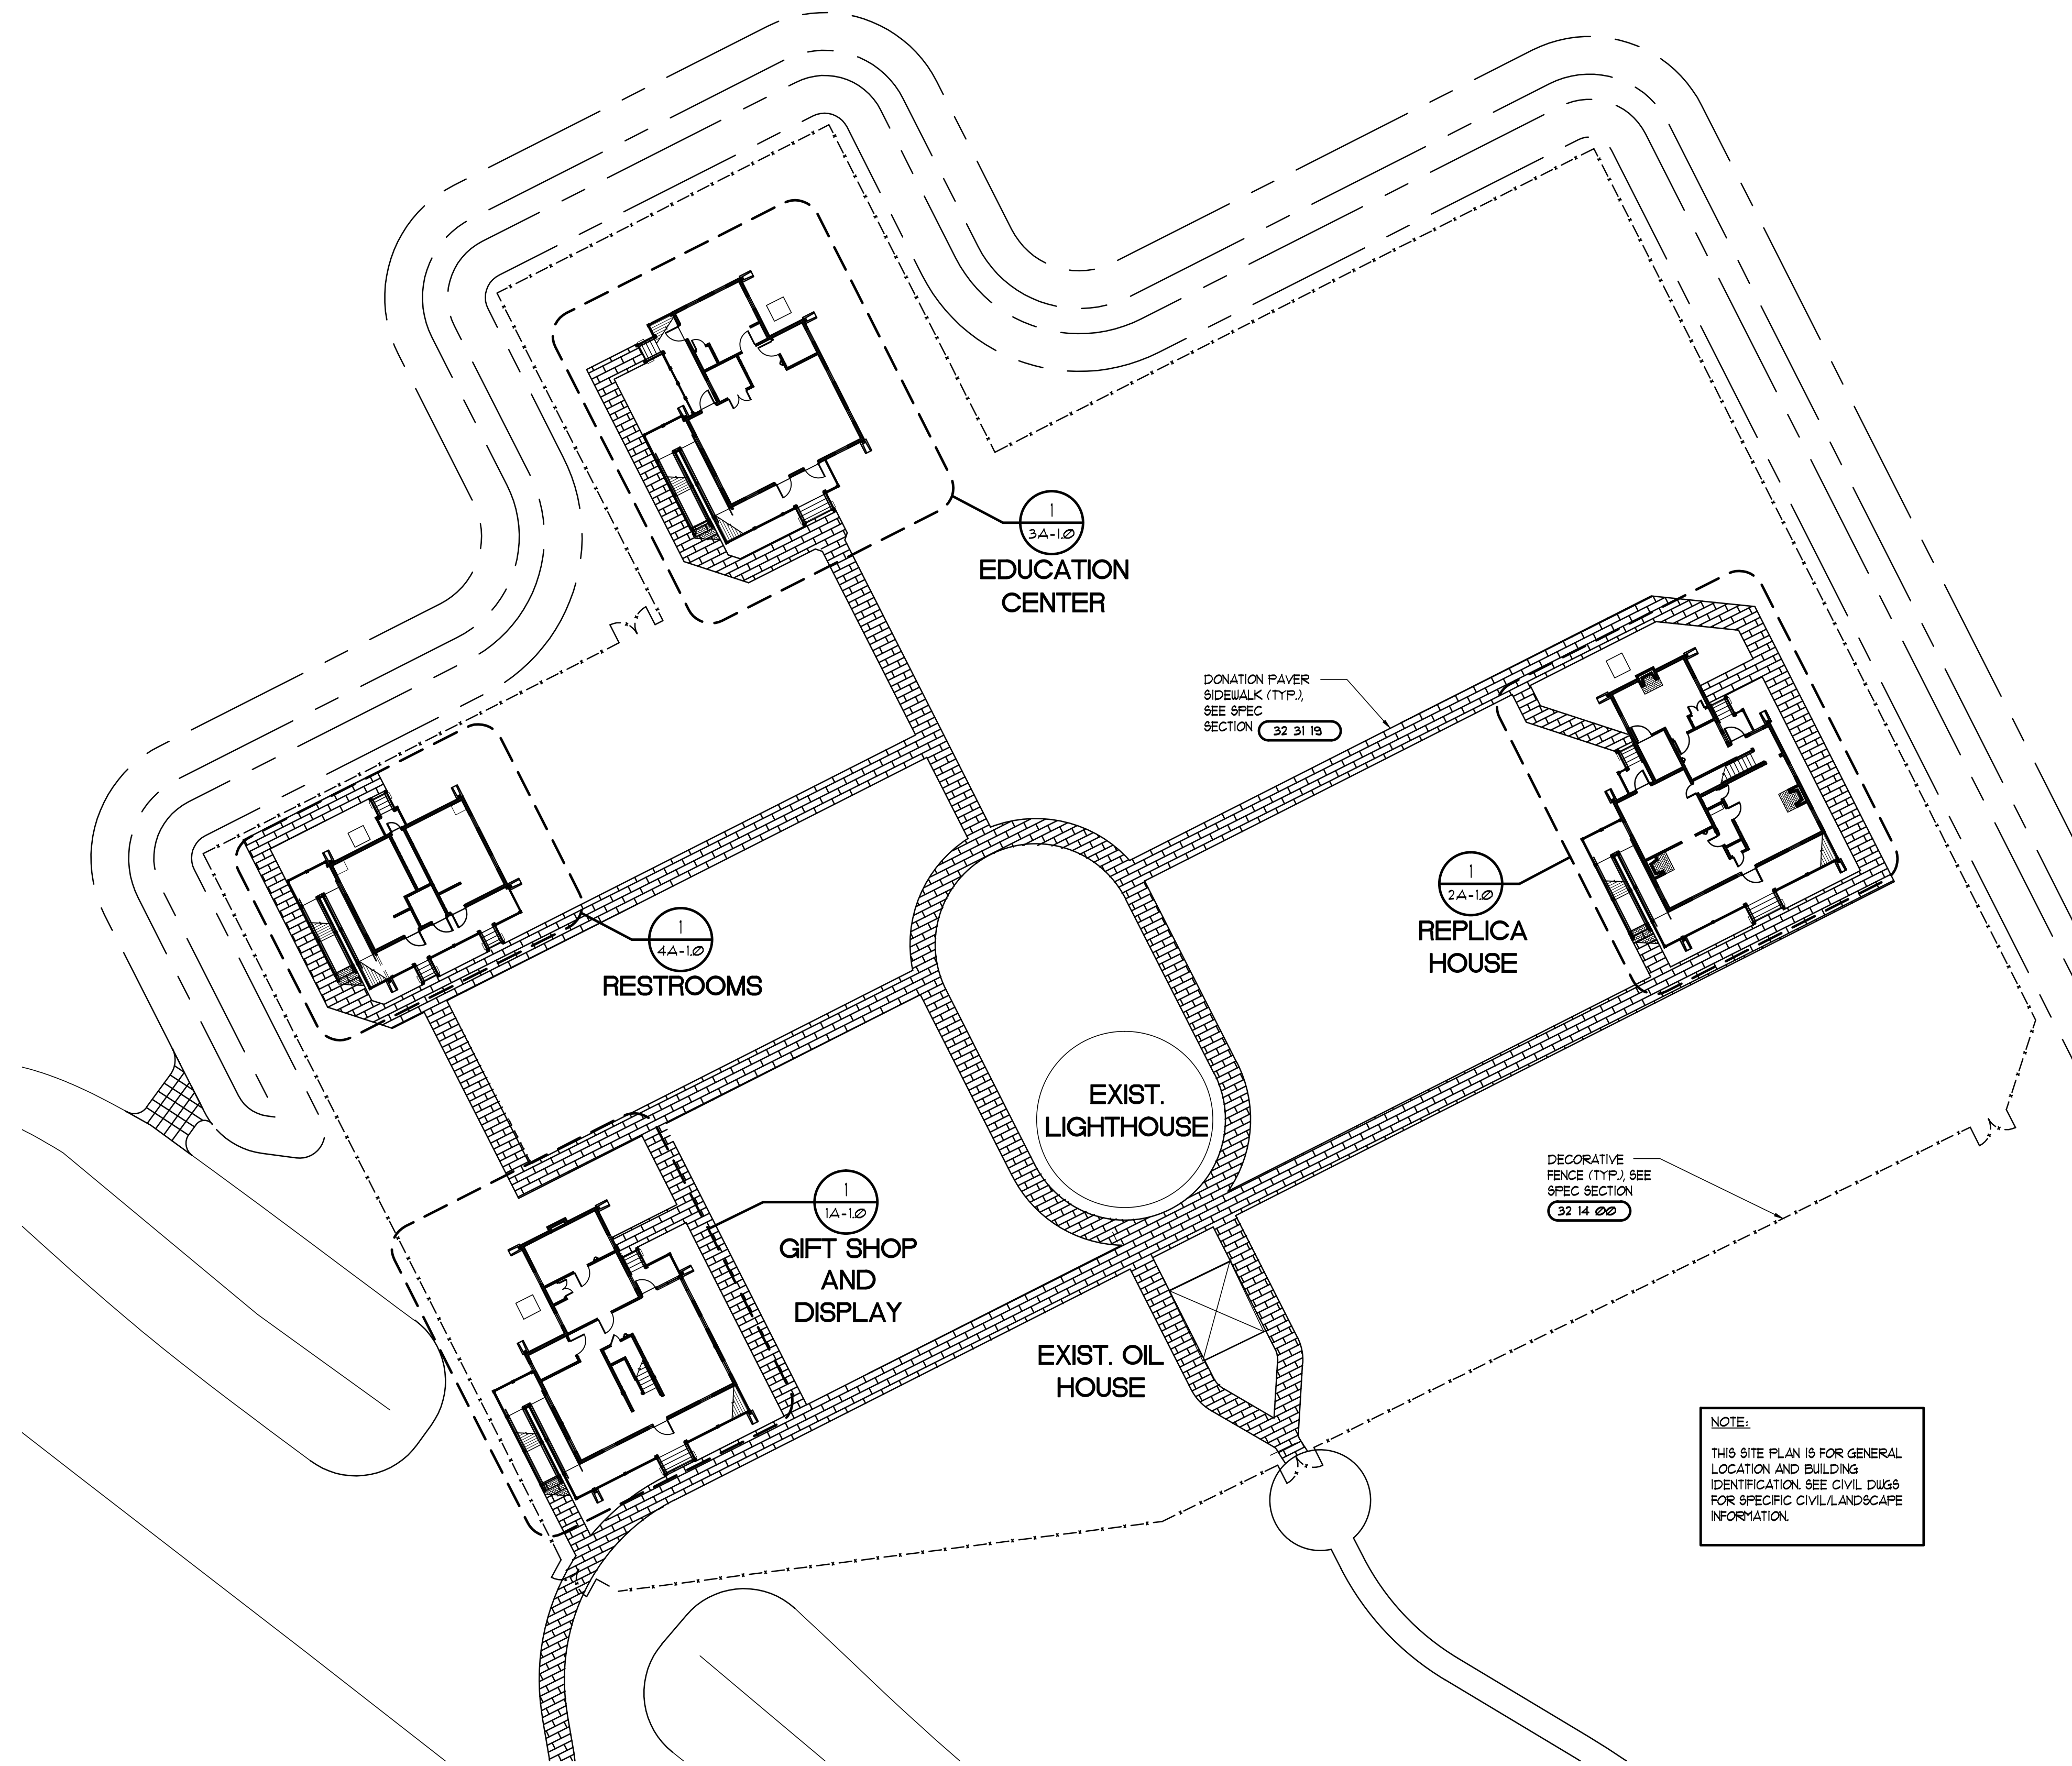 1
3A-1.0
EDUCATION
CENTER
DONATION PAVER
SIDEWALK (TYP.),
SEE SPEC
SECTION 32 31 19
1
2A-1.0
REPLICA
HOUSE
1
4A-1.0
RESTROOMS
EXIST.
LIGHTHOUSE
DECORATIVE
FENCE (TYP.), SEE
SPEC SECTION
32 14 00
1
1A-1.0
GIFT SHOP
AND
DISPLAY
EXIST. OIL
HOUSE
NOTE:
THIS SITE PLAN IS FOR GENERAL
LOCATION AND BUILDING
IDENTIFICATION. SEE CIVIL DWGS
FOR SPECIFIC CIVIL/LANDSCAPE
INFORMATION.